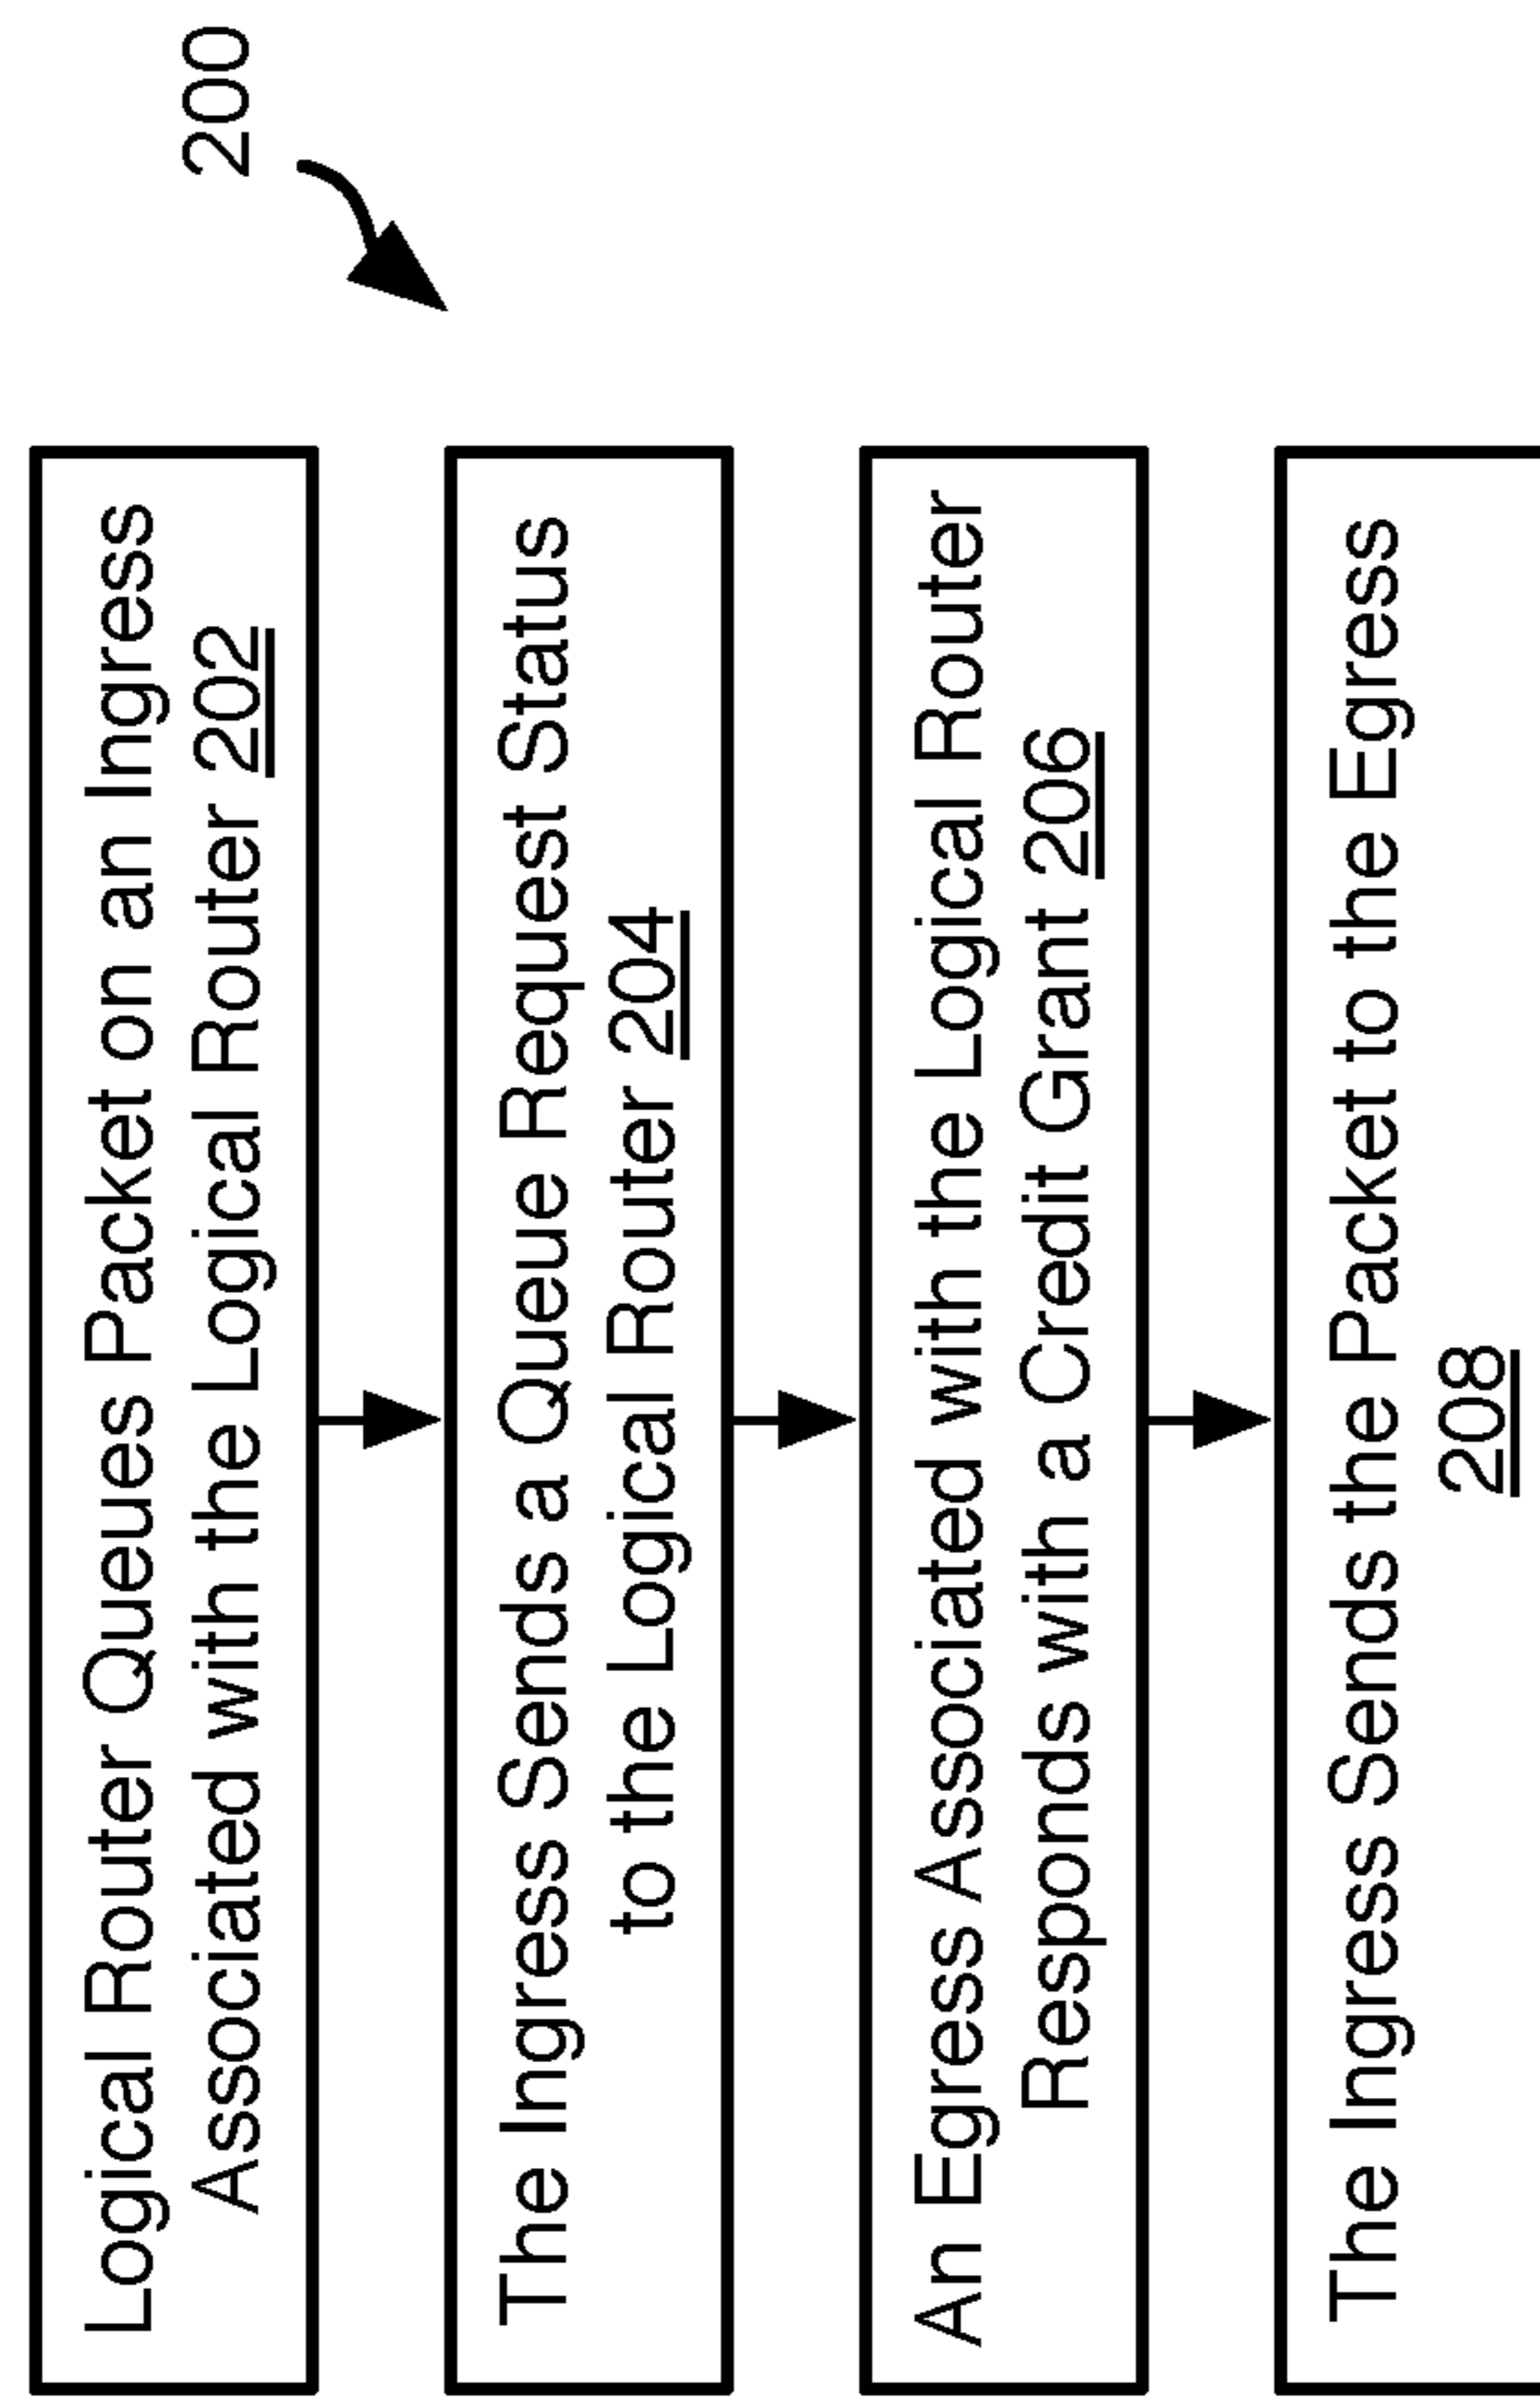 200
Logical Router Queues Packet on an Ingress
Associated with the Logical Router 202
The Ingress Sends a Queue Request Status
to the Logical Router 204
An Egress Associated with the Logical Router
Responds with a Credit Grant 206
The Ingress Sends the Packet to the Egress
208